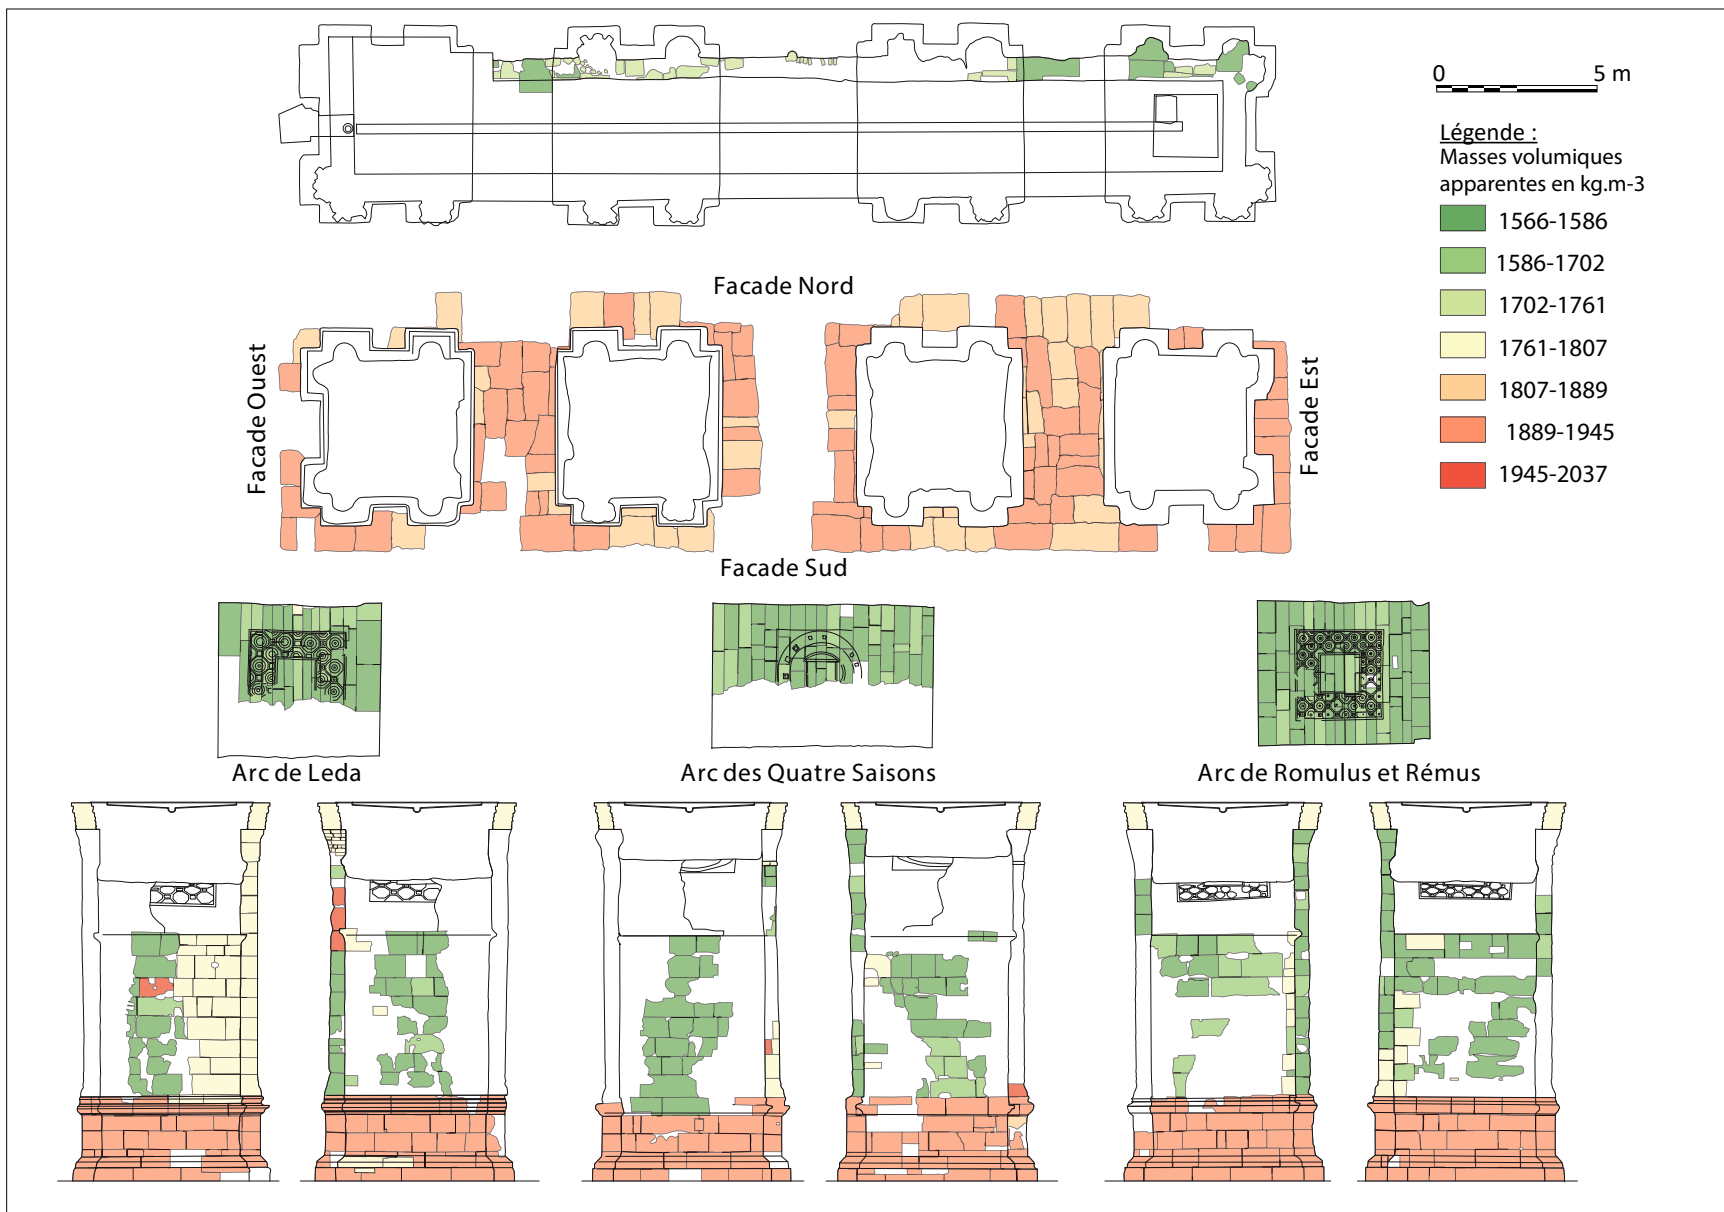 0 5 m
Légende :
Masses volumiques
apparentes en kg.m-3
1566-1586
1586-1702
1702-1761
1761-1807
1807-1889
1889-1945
1945-2037
Facade Nord
Facade Ouest
Facade Est
Facade Sud
Arc de Leda
Arc des Quatre Saisons
Arc de Romulus et Rémus